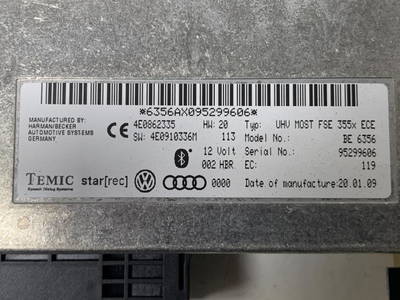 *6356AX095299606*
MANUFACTURED BY:
HARMAN/BECKER
AUTOMOTIVE SYSTEMS
GERMANY
CE 4E0862335 HW: 20 Typ: UHV MOST FSE 355x ECE
SW: 4E0910336M 113 Model No.: BE 6356
12 Volt Serial No.: 95299606
002 HBR EC: 119
TEMIC star[rec] 0000 Date of manufacture: 20.01.09